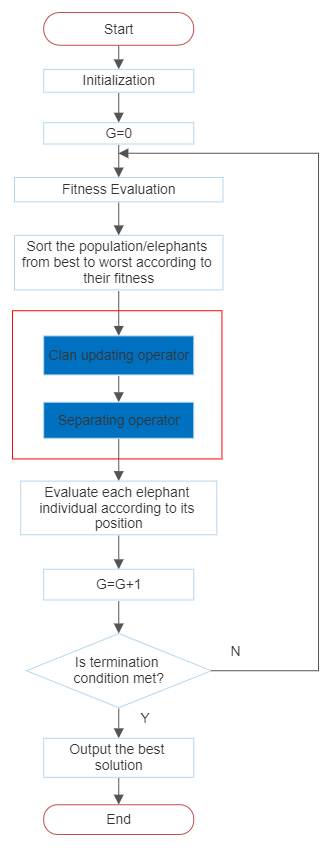 Start
Initialization
G=0
Fitness Evaluation
Sort the population/elephants
from best to worst according to
their fitness
Clan updating operator
Separating operator
Evaluate each elephant
individual according to its
position
G=G+1
Is termination
condition met?
N
Y
Output the best
solution
End